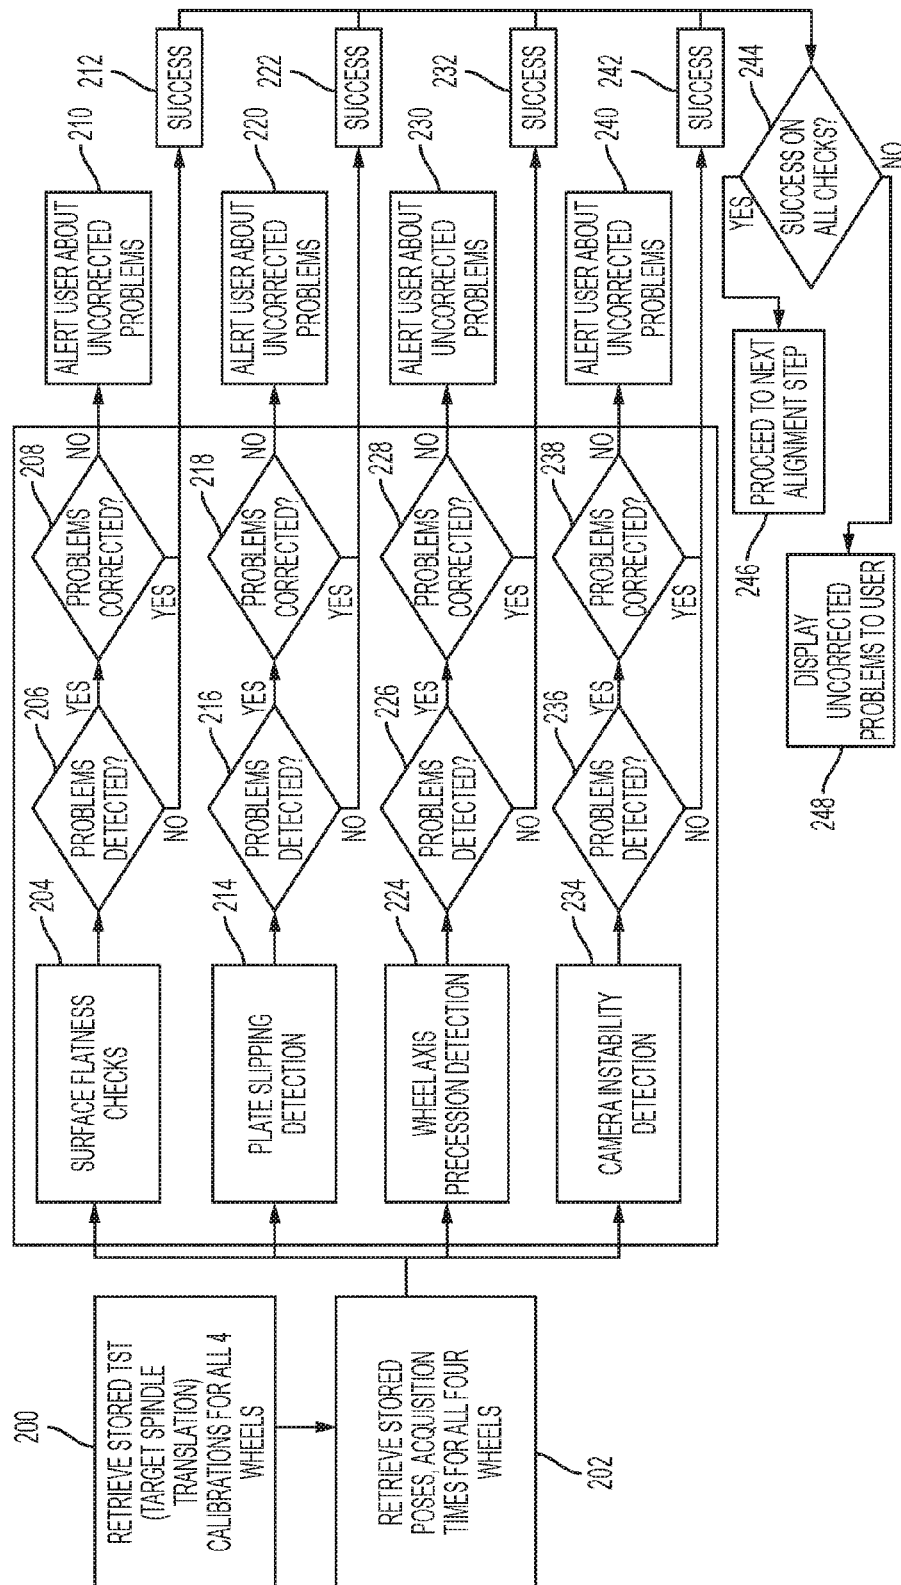 200
RETRIEVE STORED TST
(TARGET SPINDLE
TRANSLATION)
CALIBRATIONS FOR ALL 4
WHEELS
RETRIEVE STORED
POSES, ACQUISITION
TIMES FOR ALL FOUR
WHEELS
202
204
SURFACE FLATNESS
CHECKS
206
PROBLEMS
DETECTED?
YES
NO
208
PROBLEMS
CORRECTED?
NO
YES
210
ALERT USER ABOUT
UNCORRECTED
PROBLEMS
212
SUCCESS
214
PLATE SLIPPING
DETECTION
216
PROBLEMS
DETECTED?
YES
NO
218
PROBLEMS
CORRECTED?
NO
YES
220
ALERT USER ABOUT
UNCORRECTED
PROBLEMS
222
SUCCESS
224
WHEEL AXIS
PRECESSION DETECTION
226
PROBLEMS
DETECTED?
YES
NO
228
PROBLEMS
CORRECTED?
NO
YES
230
ALERT USER ABOUT
UNCORRECTED
PROBLEMS
232
SUCCESS
234
CAMERA INSTABILITY
DETECTION
236
PROBLEMS
DETECTED?
YES
NO
238
PROBLEMS
CORRECTED?
NO
YES
240
ALERT USER ABOUT
UNCORRECTED
PROBLEMS
242
SUCCESS
244
SUCCESS ON
ALL CHECKS?
YES
NO
PROCEED TO NEXT
ALIGNMENT STEP
246
DISPLAY
UNCORRECTED
PROBLEMS TO USER
248